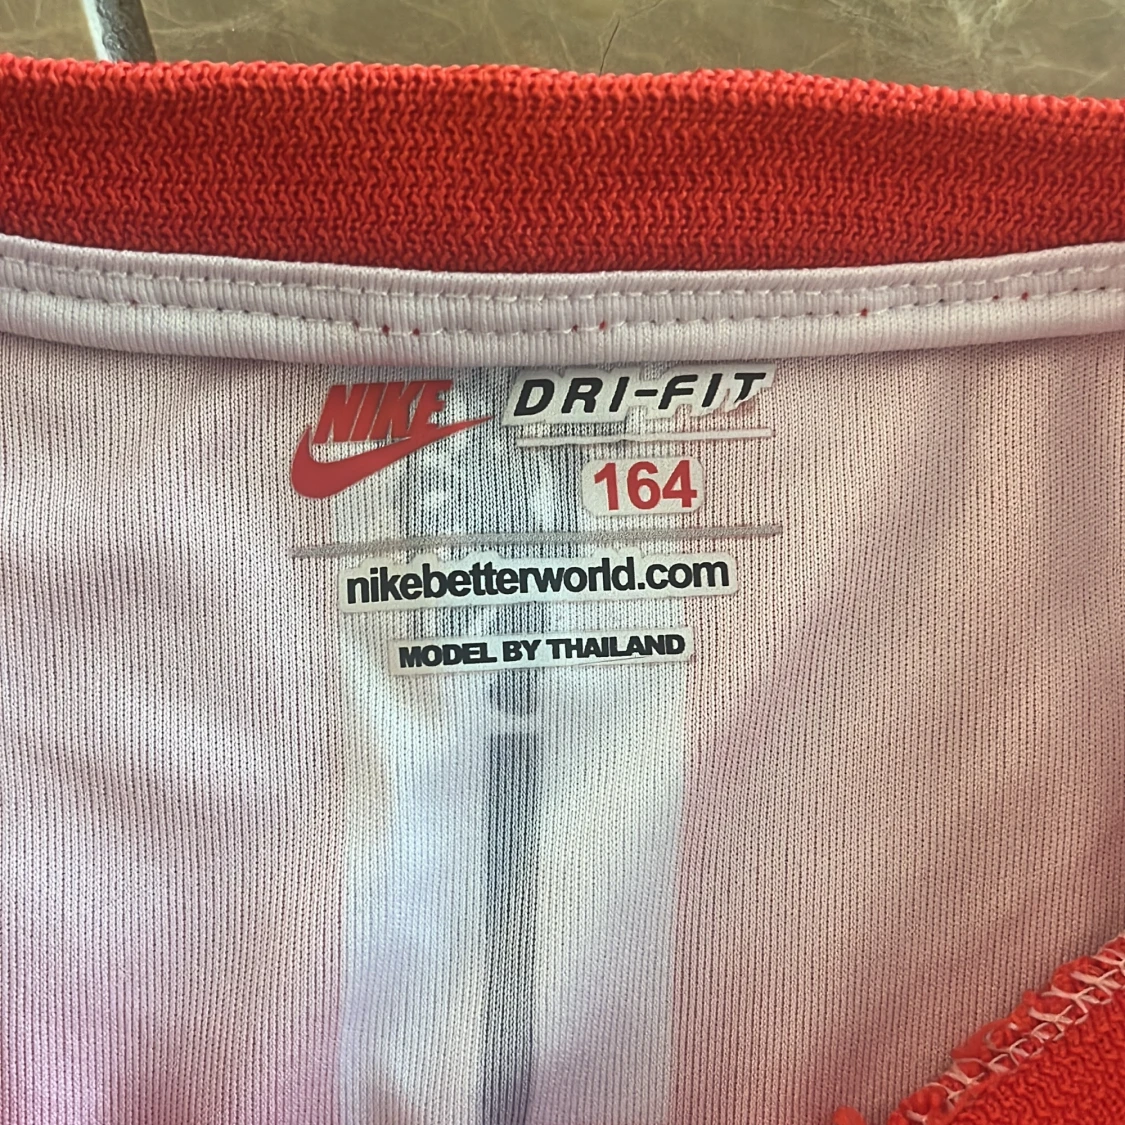 NIKE DRI-FIT
164
nikebetterworld.com
MODEL BY THAILAND